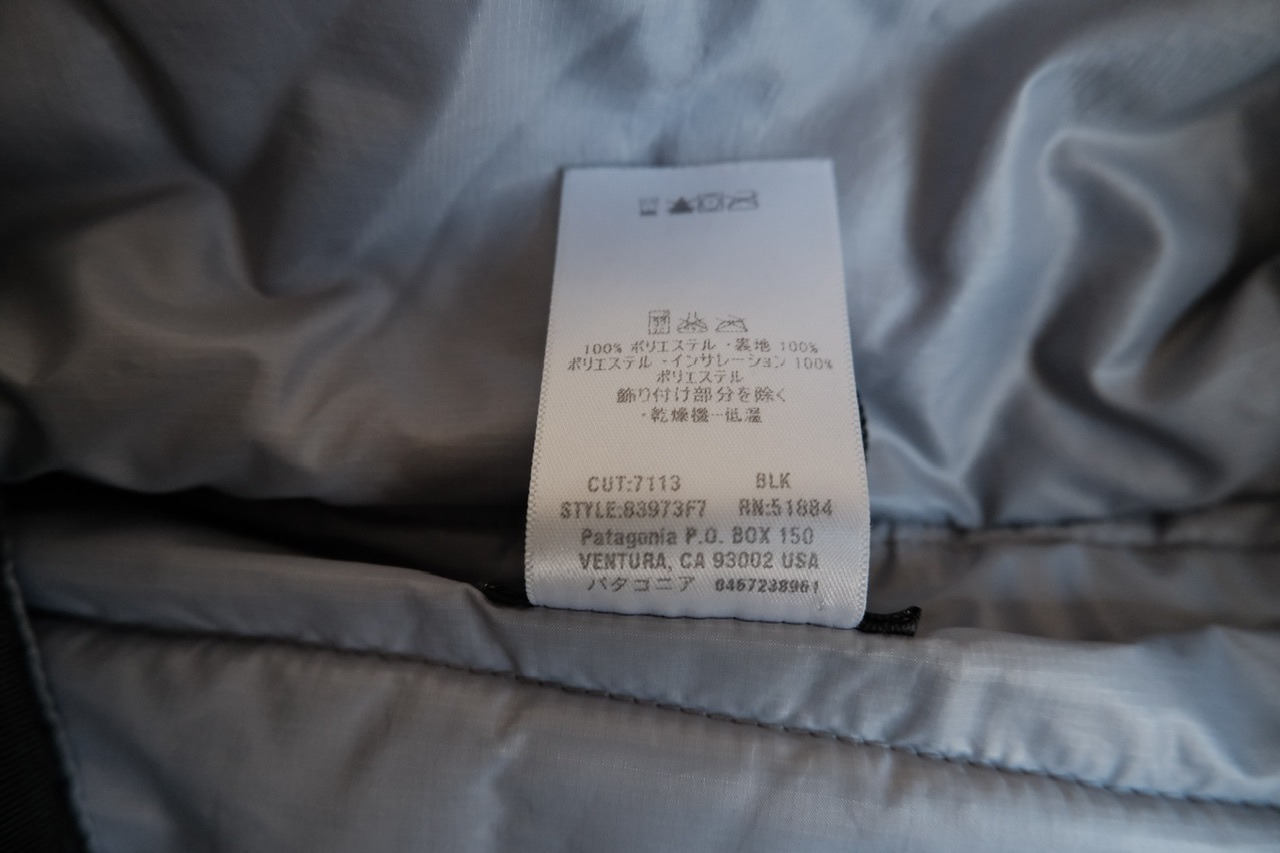 100% ポリエステル ・裏地 100%
ポリエステル ・インサレーション 100%
ポリエステル
飾り付け部分を除く
・乾燥機…低温
CUT:7113 BLK
STYLE:83973F7 RN:51884
Patagonia P.O. BOX 150
VENTURA, CA 93002 USA
パタゴニア 0467238961